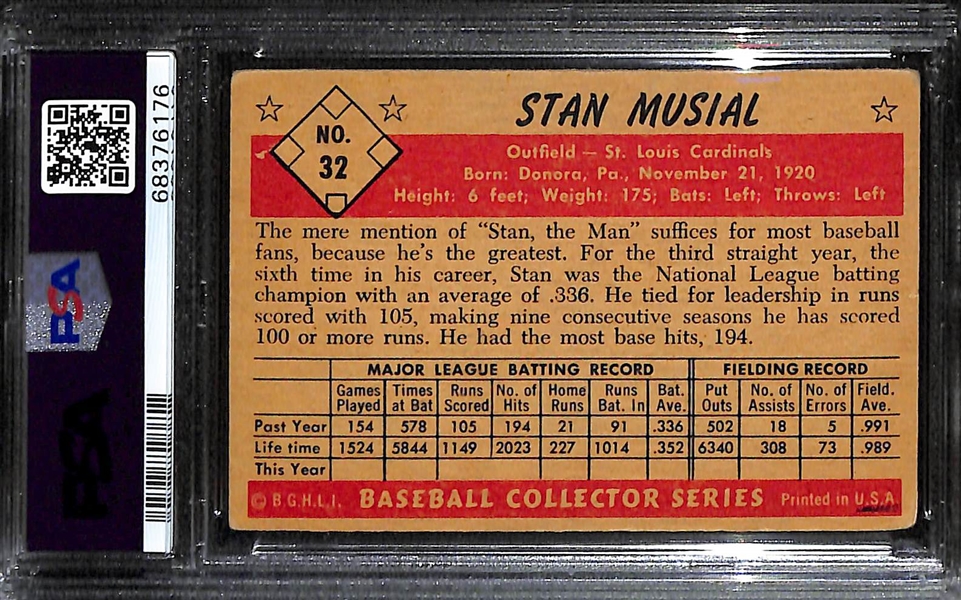 68376176
PSA
PSA
NO.
32
STAN MUSIAL
Outfield — St. Louis Cardinals
Born: Donora, Pa., November 21, 1920
Height: 6 feet; Weight: 175; Bats: Left; Throws: Left
The mere mention of "Stan, the Man" suffices for most baseball
fans, because he's the greatest. For the third straight year, the
sixth time in his career, Stan was the National League batting
champion with an average of .336. He tied for leadership in runs
scored with 105, making nine consecutive seasons he has scored
100 or more runs. He had the most base hits, 194.
MAJOR LEAGUE BATTING RECORD FIELDING RECORD
Games Played Times at Bat Runs Scored No. of Hits Home Runs Runs Bat. In Bat. Ave. Put Outs No. of Assists No. of Errors Field. Ave.
Past Year 154 578 105 194 21 91 .336 502 18 5 .991
Life time 1524 5844 1149 2023 227 1014 .352 6340 308 73 .989
This Year
© B.G.H.L.I. BASEBALL COLLECTOR SERIES Printed in U.S.A.